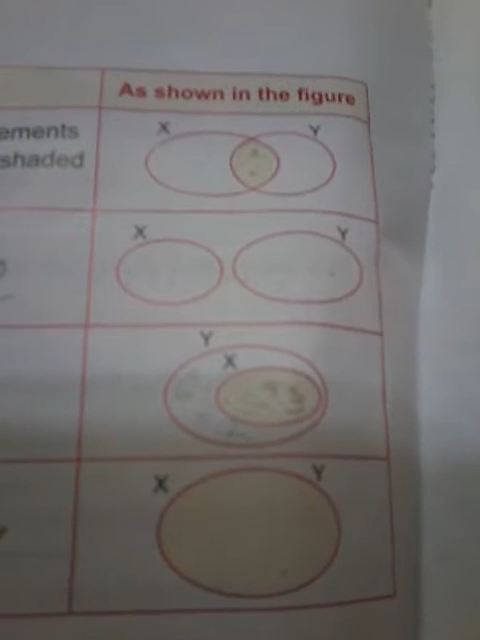 As shown in the figure
ements
shaded
X Y
X Y
Y
X
X Y